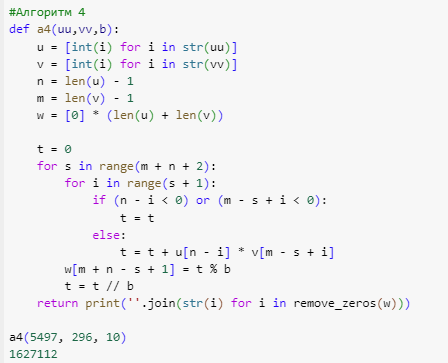 #Алгоритм 4
def a4(uu,vv,b):
    u = [int(i) for i in str(uu)]
    v = [int(i) for i in str(vv)]
    n = len(u) - 1
    m = len(v) - 1
    w = [0] * (len(u) + len(v))

    t = 0
    for s in range(m + n + 2):
        for i in range(s + 1):
            if (n - i < 0) or (m - s + i < 0):
                t = t
            else:
                t = t + u[n - i] * v[m - s + i]
        w[m + n - s + 1] = t % b
        t = t // b
    return print(''.join(str(i) for i in remove_zeros(w)))

a4(5497, 296, 10)
1627112